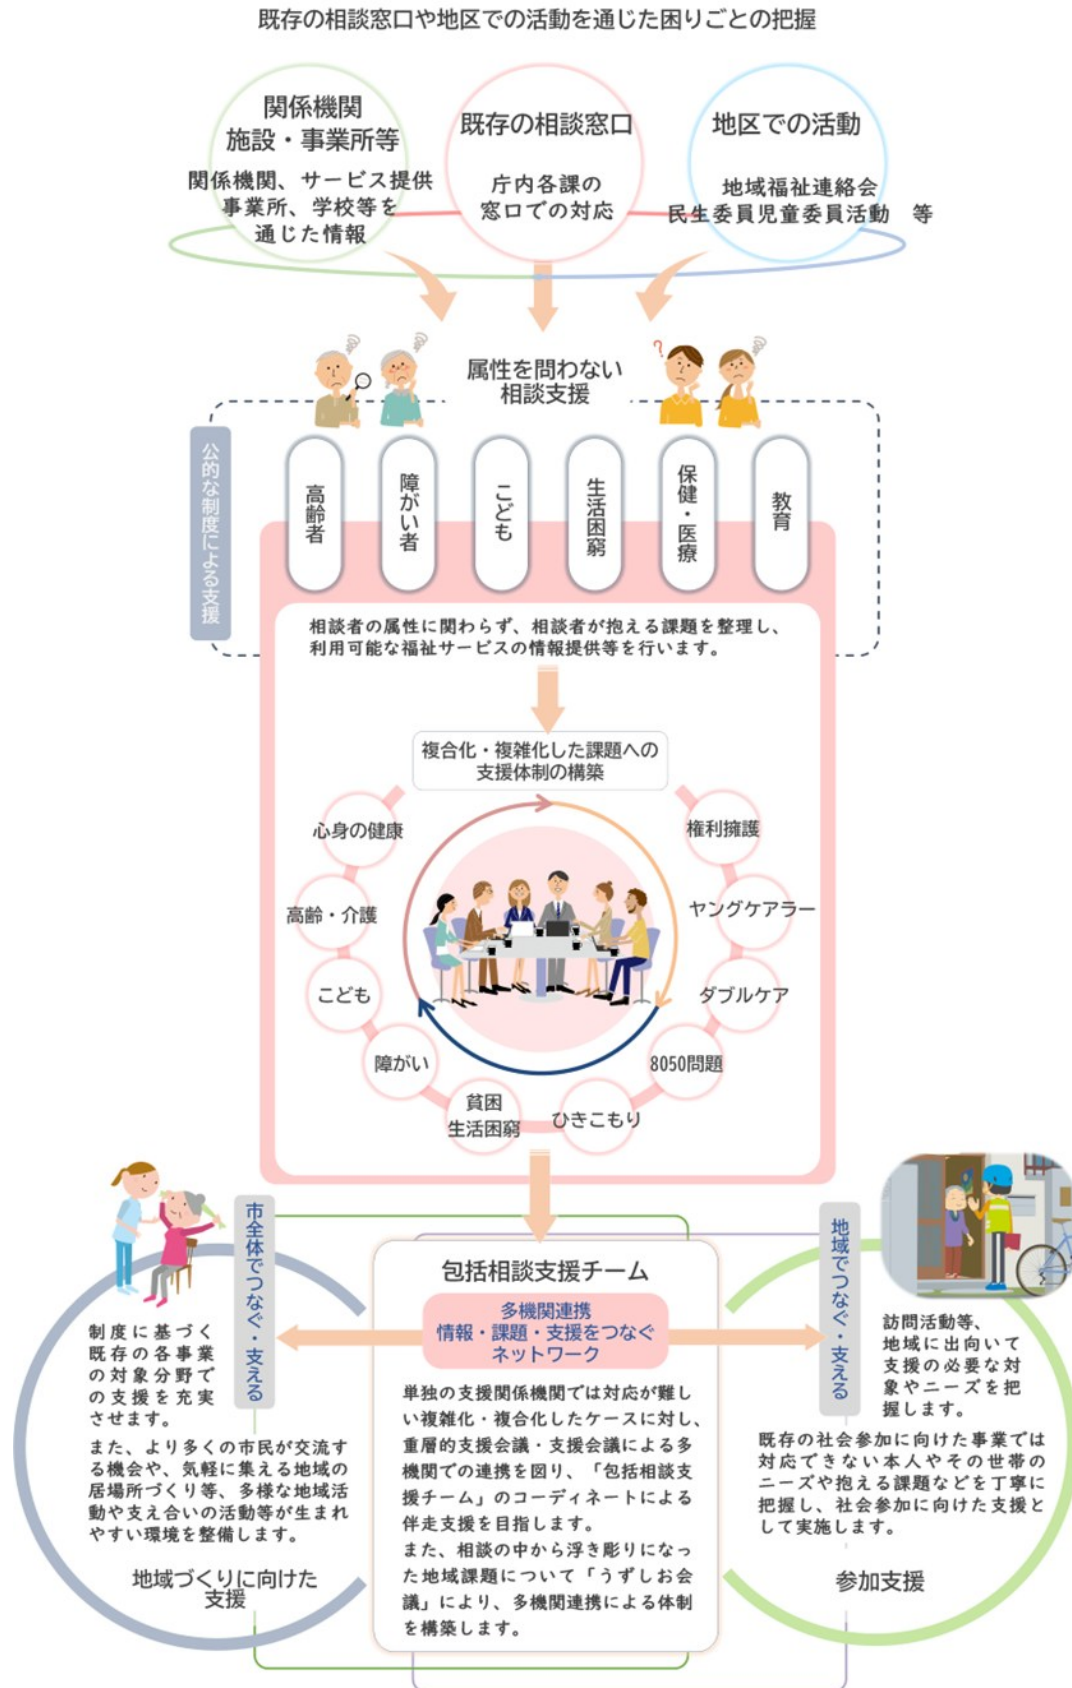 既存の相談窓口や地区での活動を通じた困りごとの把握
関係機関
施設・事業所等
関係機関、サービス提供
事業所、学校等を
通じた情報
既存の相談窓口
庁内各課の
窓口での対応
地区での活動
地域福祉連絡会
民生委員児童委員活動　等
属性を問わない
相談支援
公的な制度による支援
高齢者
障がい者
こども
生活困窮
保健・医療
教育
相談者の属性に関わらず、相談者が抱える課題を整理し、
利用可能な福祉サービスの情報提供等を行います。
複合化・複雑化した課題への
支援体制の構築
心身の健康
高齢・介護
こども
障がい
貧困
生活困窮
ひきこもり
8050問題
ダブルケア
ヤングケアラー
権利擁護
市全体でつなぐ・支える
制度に基づく
既存の各事業
の対象分野で
の支援を充実
させます。
また、より多くの市民が交流す
る機会や、気軽に集える地域の
居場所づくり等、多様な地域活
動や支え合いの活動等が生まれ
やすい環境を整備します。
地域づくりに向けた
支援
包括相談支援チーム
多機関連携
情報・課題・支援をつなぐ
ネットワーク
単独の支援関係機関では対応が難し
い複雑化・複合化したケースに対し、
重層的支援会議・支援会議による多
機関での連携を図り、「包括相談支
援チーム」のコーディネートによる
伴走支援を目指します。
また、相談の中から浮き彫りになっ
た地域課題について「うずしお会
議」により、多機関連携による体制
を構築します。
地域でつなぐ・支える
訪問活動等、
地域に出向いて
支援の必要な対
象やニーズを把
握します。
既存の社会参加に向けた事業では
対応できない本人やその世帯の
ニーズや抱える課題などを丁寧に
把握し、社会参加に向けた支援と
して実施します。
参加支援